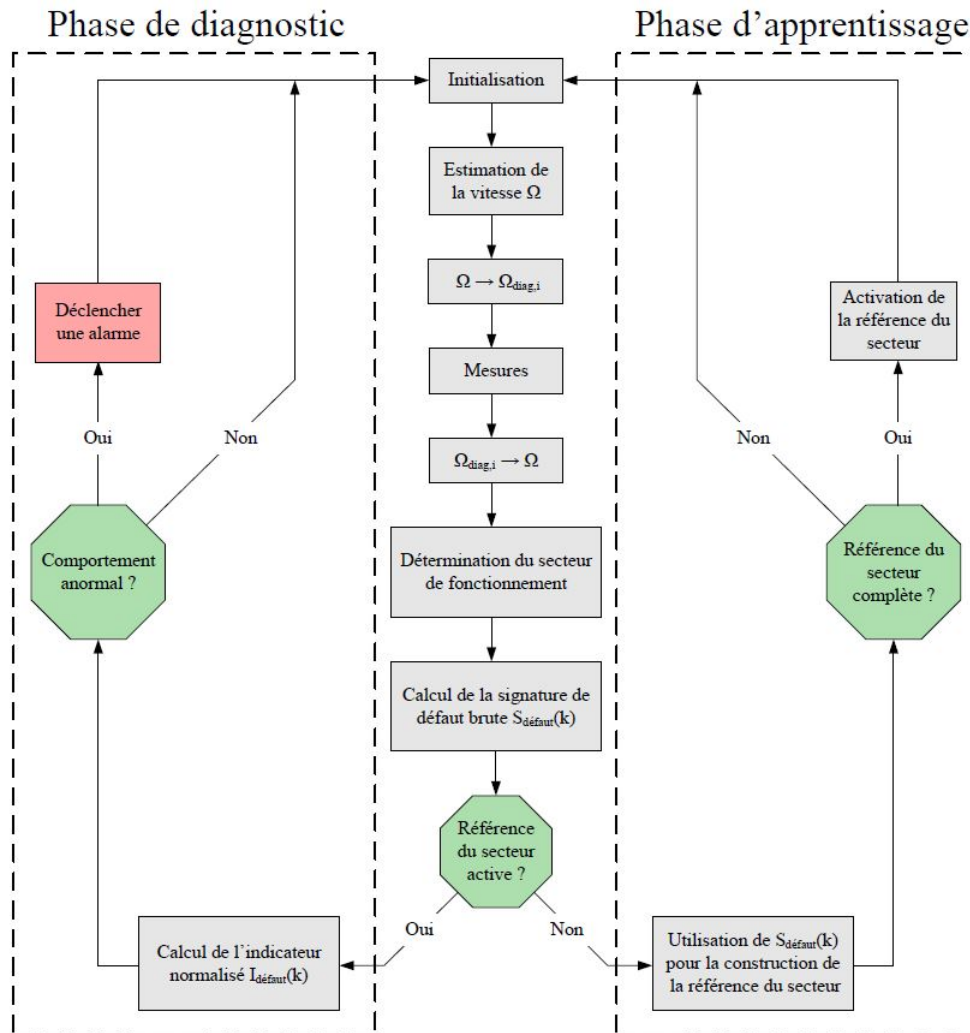 Phase de diagnostic
Phase d’apprentissage
Initialisation
Estimation de
la vitesse Ω
Ω → Ωdiag,i
Déclencher
une alarme
Activation de
la référence du
secteur
Mesures
Oui
Non
Non
Oui
Ωdiag,i → Ω
Comportement
anormal ?
Détermination du secteur
de fonctionnement
Référence du
secteur
complète ?
Calcul de la signature de
défaut brute Sdéfaut(k)
Référence
du secteur
active ?
Oui
Non
Calcul de l’indicateur
normalisé Idéfaut(k)
Utilisation de Sdéfaut(k)
pour la construction de
la référence du secteur